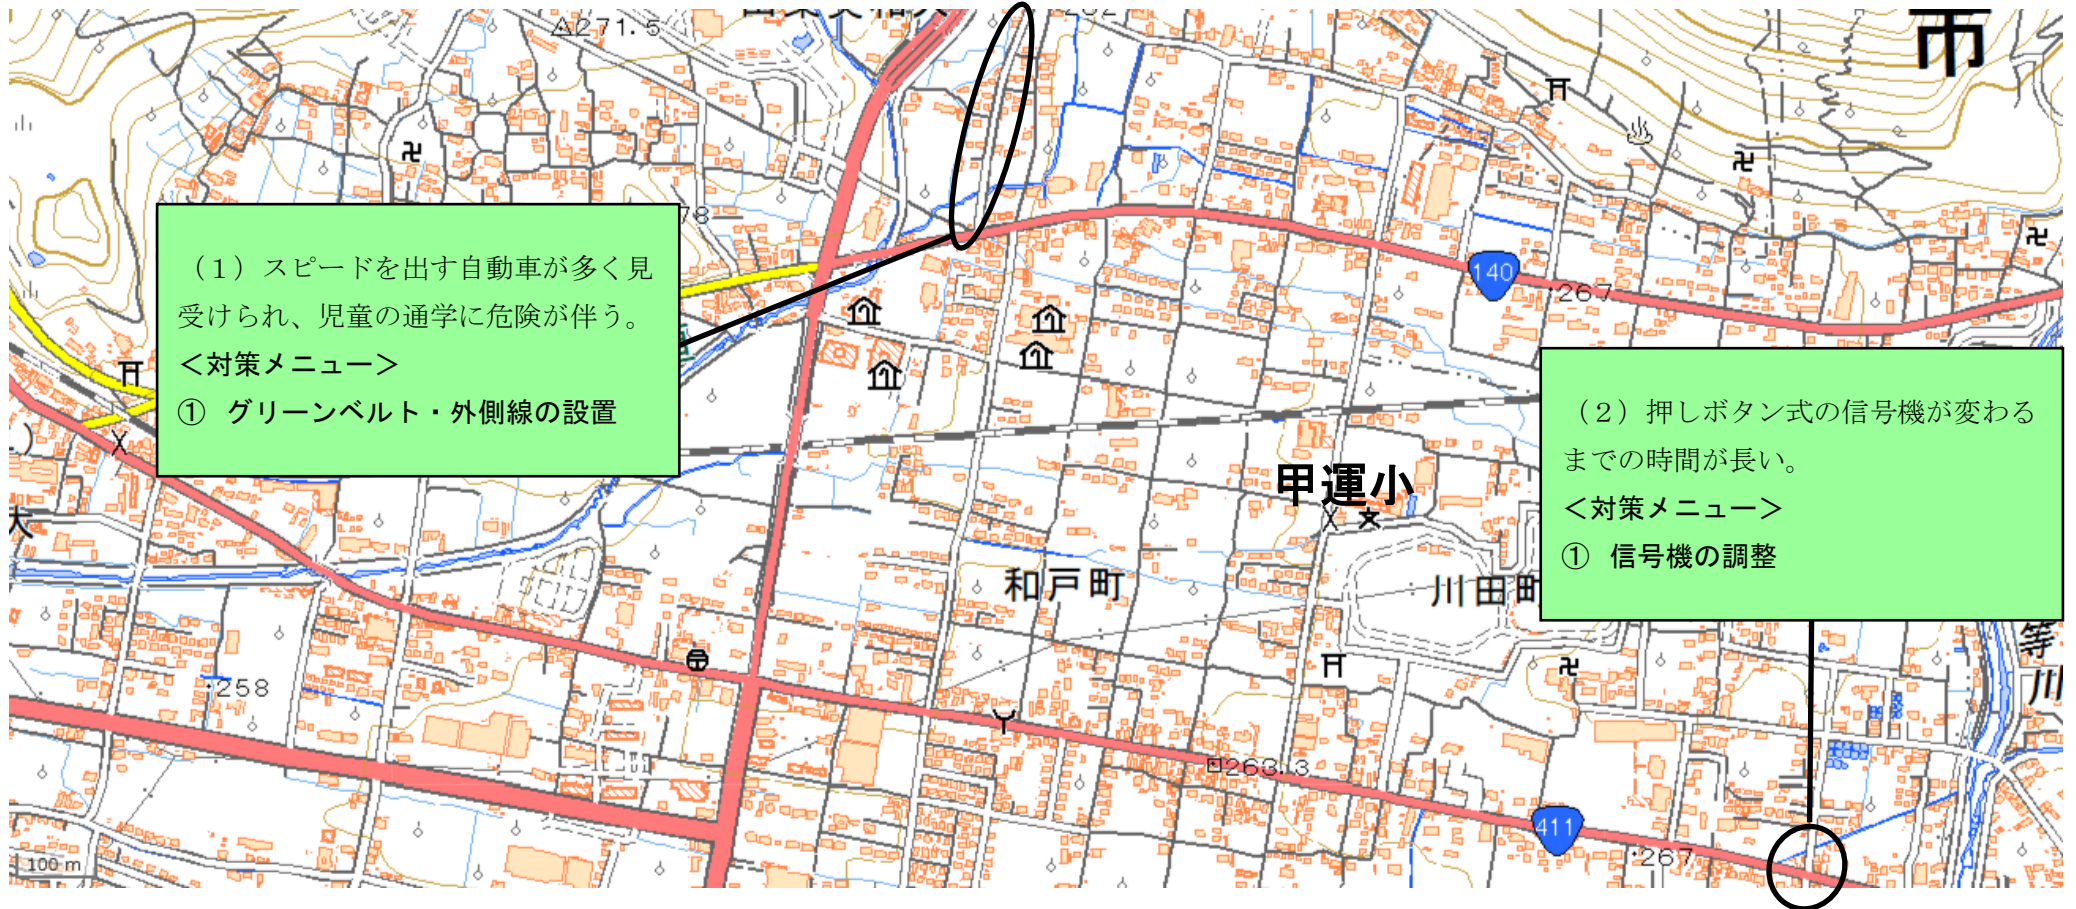 271.5
市
(1)スピードを出す自動車が多く見
受けられ、児童の通学に危険が伴う。
<対策メニュー>
① グリーンベルト・外側線の設置
78
140
267
(2)押しボタン式の信号機が変わる
までの時間が長い。
<対策メニュー>
① 信号機の調整
甲運小
大
和戸町
川田町
等
川
258
263.3
411
267
100 m